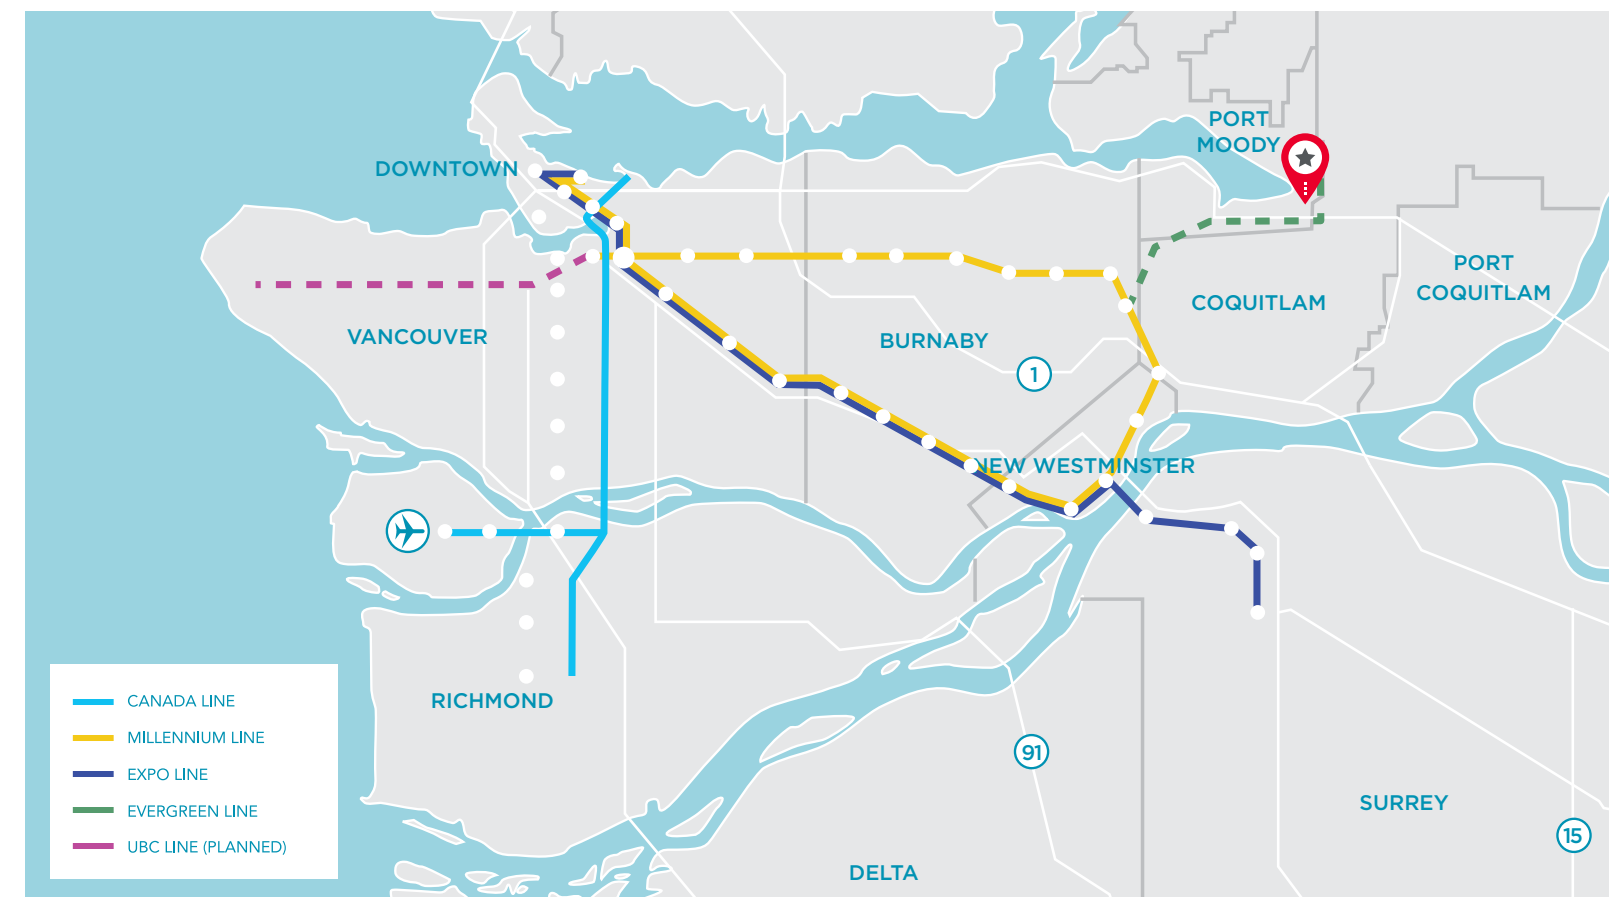 PORT
MOODY
DOWNTOWN
PORT
COQUITLAM
COQUITLAM
VANCOUVER
BURNABY
1
NEW WESTMINSTER
RICHMOND
CANADA LINE
MILLENNIUM LINE
EXPO LINE
EVERGREEN LINE
UBC LINE (PLANNED)
91
SURREY
15
DELTA